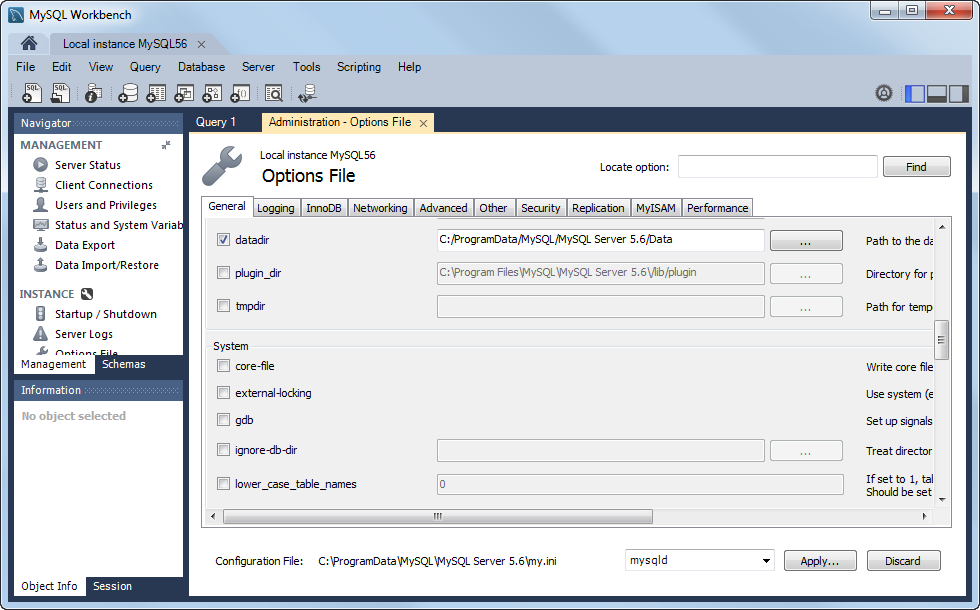 MySQL Workbench
Local instance MySQL56
File Edit View Query Database Server Tools Scripting Help
Navigator
MANAGEMENT
Server Status
Client Connections
Users and Privileges
Status and System Variab
Data Export
Data Import/Restore
INSTANCE
Startup / Shutdown
Server Logs
Options File
Management Schemas
Information
No object selected
Object Info Session
Query 1 Administration - Options File
Local instance MySQL56
Options File
Locate option: Find
General Logging InnoDB Networking Advanced Other Security Replication MyISAM Performance
datadir C:/ProgramData/MySQL/MySQL Server 5.6/Data ... Path to the da
plugin_dir C:\Program Files\MySQL\MySQL Server 5.6\/lib/plugin ... Directory for p
tmpdir ... Path for temp
System
core-file Write core file
external-locking Use system (e
gdb Set up signals
ignore-db-dir ... Treat director
lower_case_table_names 0 If set to 1, tal
Should be set
Configuration File: C:\ProgramData\MySQL\MySQL Server 5.6\my.ini mysqld Apply... Discard